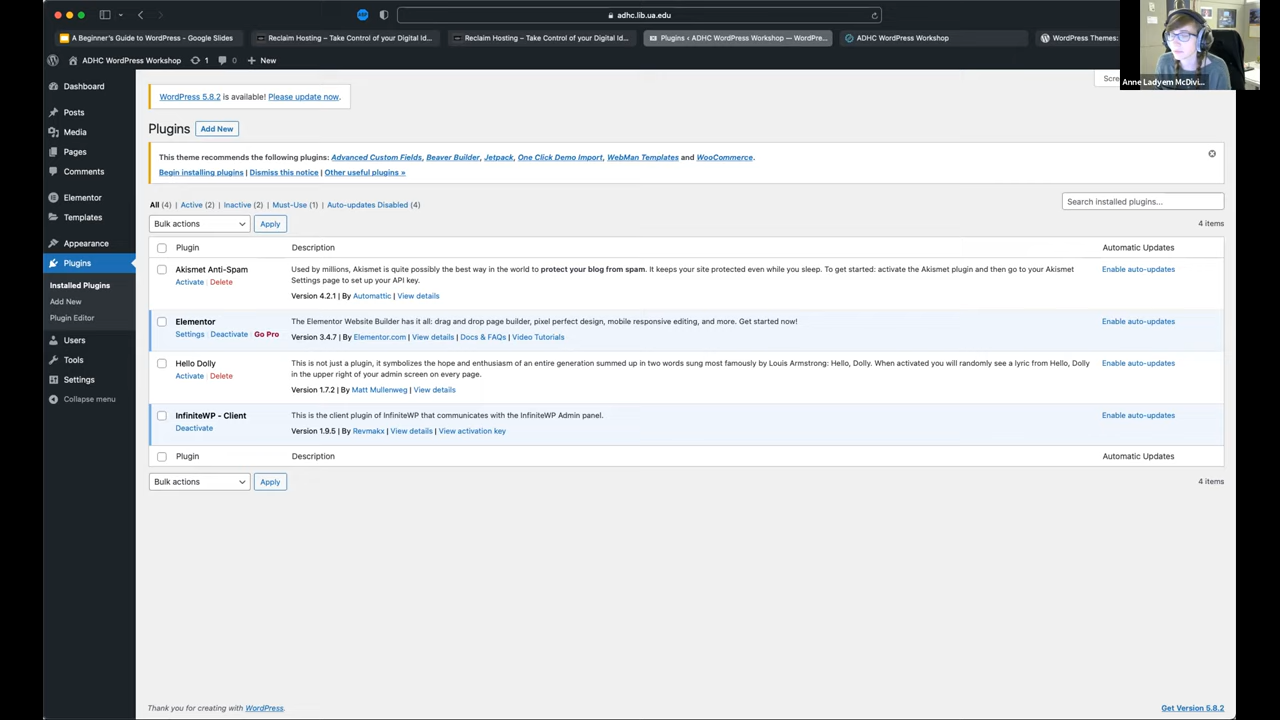 adhc.lib.ua.edu
A Beginner's Guide to WordPress - Google Slides
Reclaim Hosting – Take Control of your Digital Id...
Reclaim Hosting – Take Control of your Digital Id...
Plugins ‹ ADHC WordPress Workshop — WordPre...
ADHC WordPress Workshop
WordPress Themes:
Anne Ladyem McDivi...
ADHC WordPress Workshop
1
0
+ New
Scre
Dashboard
Posts
Media
Pages
Comments
Elementor
Templates
Appearance
Plugins
Installed Plugins
Add New
Plugin Editor
Users
Tools
Settings
Collapse menu
WordPress 5.8.2 is available! Please update now.
Plugins Add New
This theme recommends the following plugins: Advanced Custom Fields, Beaver Builder, Jetpack, One Click Demo Import, WebMan Templates and WooCommerce.
Begin installing plugins | Dismiss this notice | Other useful plugins »
All (4) | Active (2) | Inactive (2) | Must-Use (1) | Auto-updates Disabled (4)
Search installed plugins...
Bulk actions Apply
4 items
Plugin Description Automatic Updates
Akismet Anti-Spam
Activate | Delete
Used by millions, Akismet is quite possibly the best way in the world to protect your blog from spam. It keeps your site protected even while you sleep. To get started: activate the Akismet plugin and then go to your Akismet
Settings page to set up your API key.
Version 4.2.1 | By Automattic | View details
Enable auto-updates
Elementor
Settings | Deactivate | Go Pro
The Elementor Website Builder has it all: drag and drop page builder, pixel perfect design, mobile responsive editing, and more. Get started now!
Version 3.4.7 | By Elementor.com | View details | Docs & FAQs | Video Tutorials
Enable auto-updates
Hello Dolly
Activate | Delete
This is not just a plugin, it symbolizes the hope and enthusiasm of an entire generation summed up in two words sung most famously by Louis Armstrong: Hello, Dolly. When activated you will randomly see a lyric from Hello, Dolly
in the upper right of your admin screen on every page.
Version 1.7.2 | By Matt Mullenweg | View details
Enable auto-updates
InfiniteWP - Client
Deactivate
This is the client plugin of InfiniteWP that communicates with the InfiniteWP Admin panel.
Version 1.9.5 | By Revmakx | View details | View activation key
Enable auto-updates
Plugin Description Automatic Updates
Bulk actions Apply
4 items
Thank you for creating with WordPress.
Get Version 5.8.2